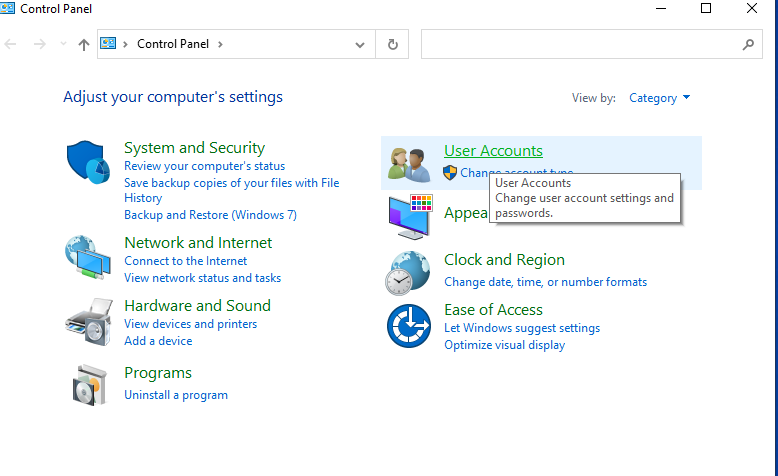 Control Panel
Control Panel
Adjust your computer's settings
View by: Category
System and Security
Review your computer's status
Save backup copies of your files with File
History
Backup and Restore (Windows 7)
Network and Internet
Connect to the Internet
View network status and tasks
Hardware and Sound
View devices and printers
Add a device
Programs
Uninstall a program
User Accounts
Change account type
User Accounts
Change user account settings and
passwords.
Appea
Clock and Region
Change date, time, or number formats
Ease of Access
Let Windows suggest settings
Optimize visual display